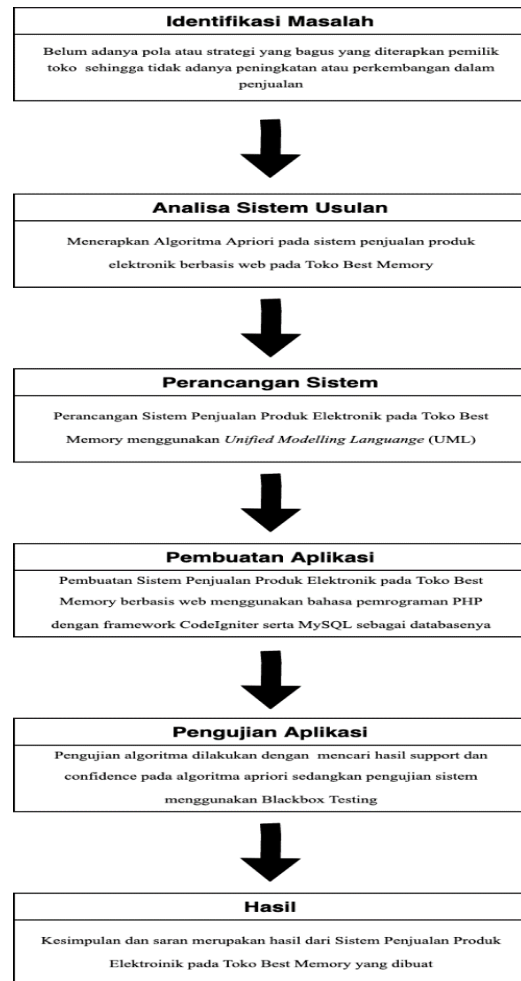 Identifikasi Masalah
Belum adanya pola atau strategi yang bagus yang diterapkan pemilik
toko sehingga tidak adanya peningkatan atau perkembangan dalam
penjualan
Analisa Sistem Usulan
Menerapkan Algoritma Apriori pada sistem penjualan produk
elektronik berbasis web pada Toko Best Memory
Perancangan Sistem
Perancangan Sistem Penjualan Produk Elektronik pada Toko Best
Memory menggunakan Unified Modelling Languange (UML)
Pembuatan Aplikasi
Pembuatan Sistem Penjualan Produk Elektronik pada Toko Best
Memory berbasis web menggunakan bahasa pemrograman PHP
dengan framework CodeIgniter serta MySQL sebagai databasenya
Pengujian Aplikasi
Pengujian algoritma dilakukan dengan mencari hasil support dan
confidence pada algoritma apriori sedangkan pengujian sistem
menggunakan Blackbox Testing
Hasil
Kesimpulan dan saran merupakan hasil dari Sistem Penjualan Produk
Elektroinik pada Toko Best Memory yang dibuat